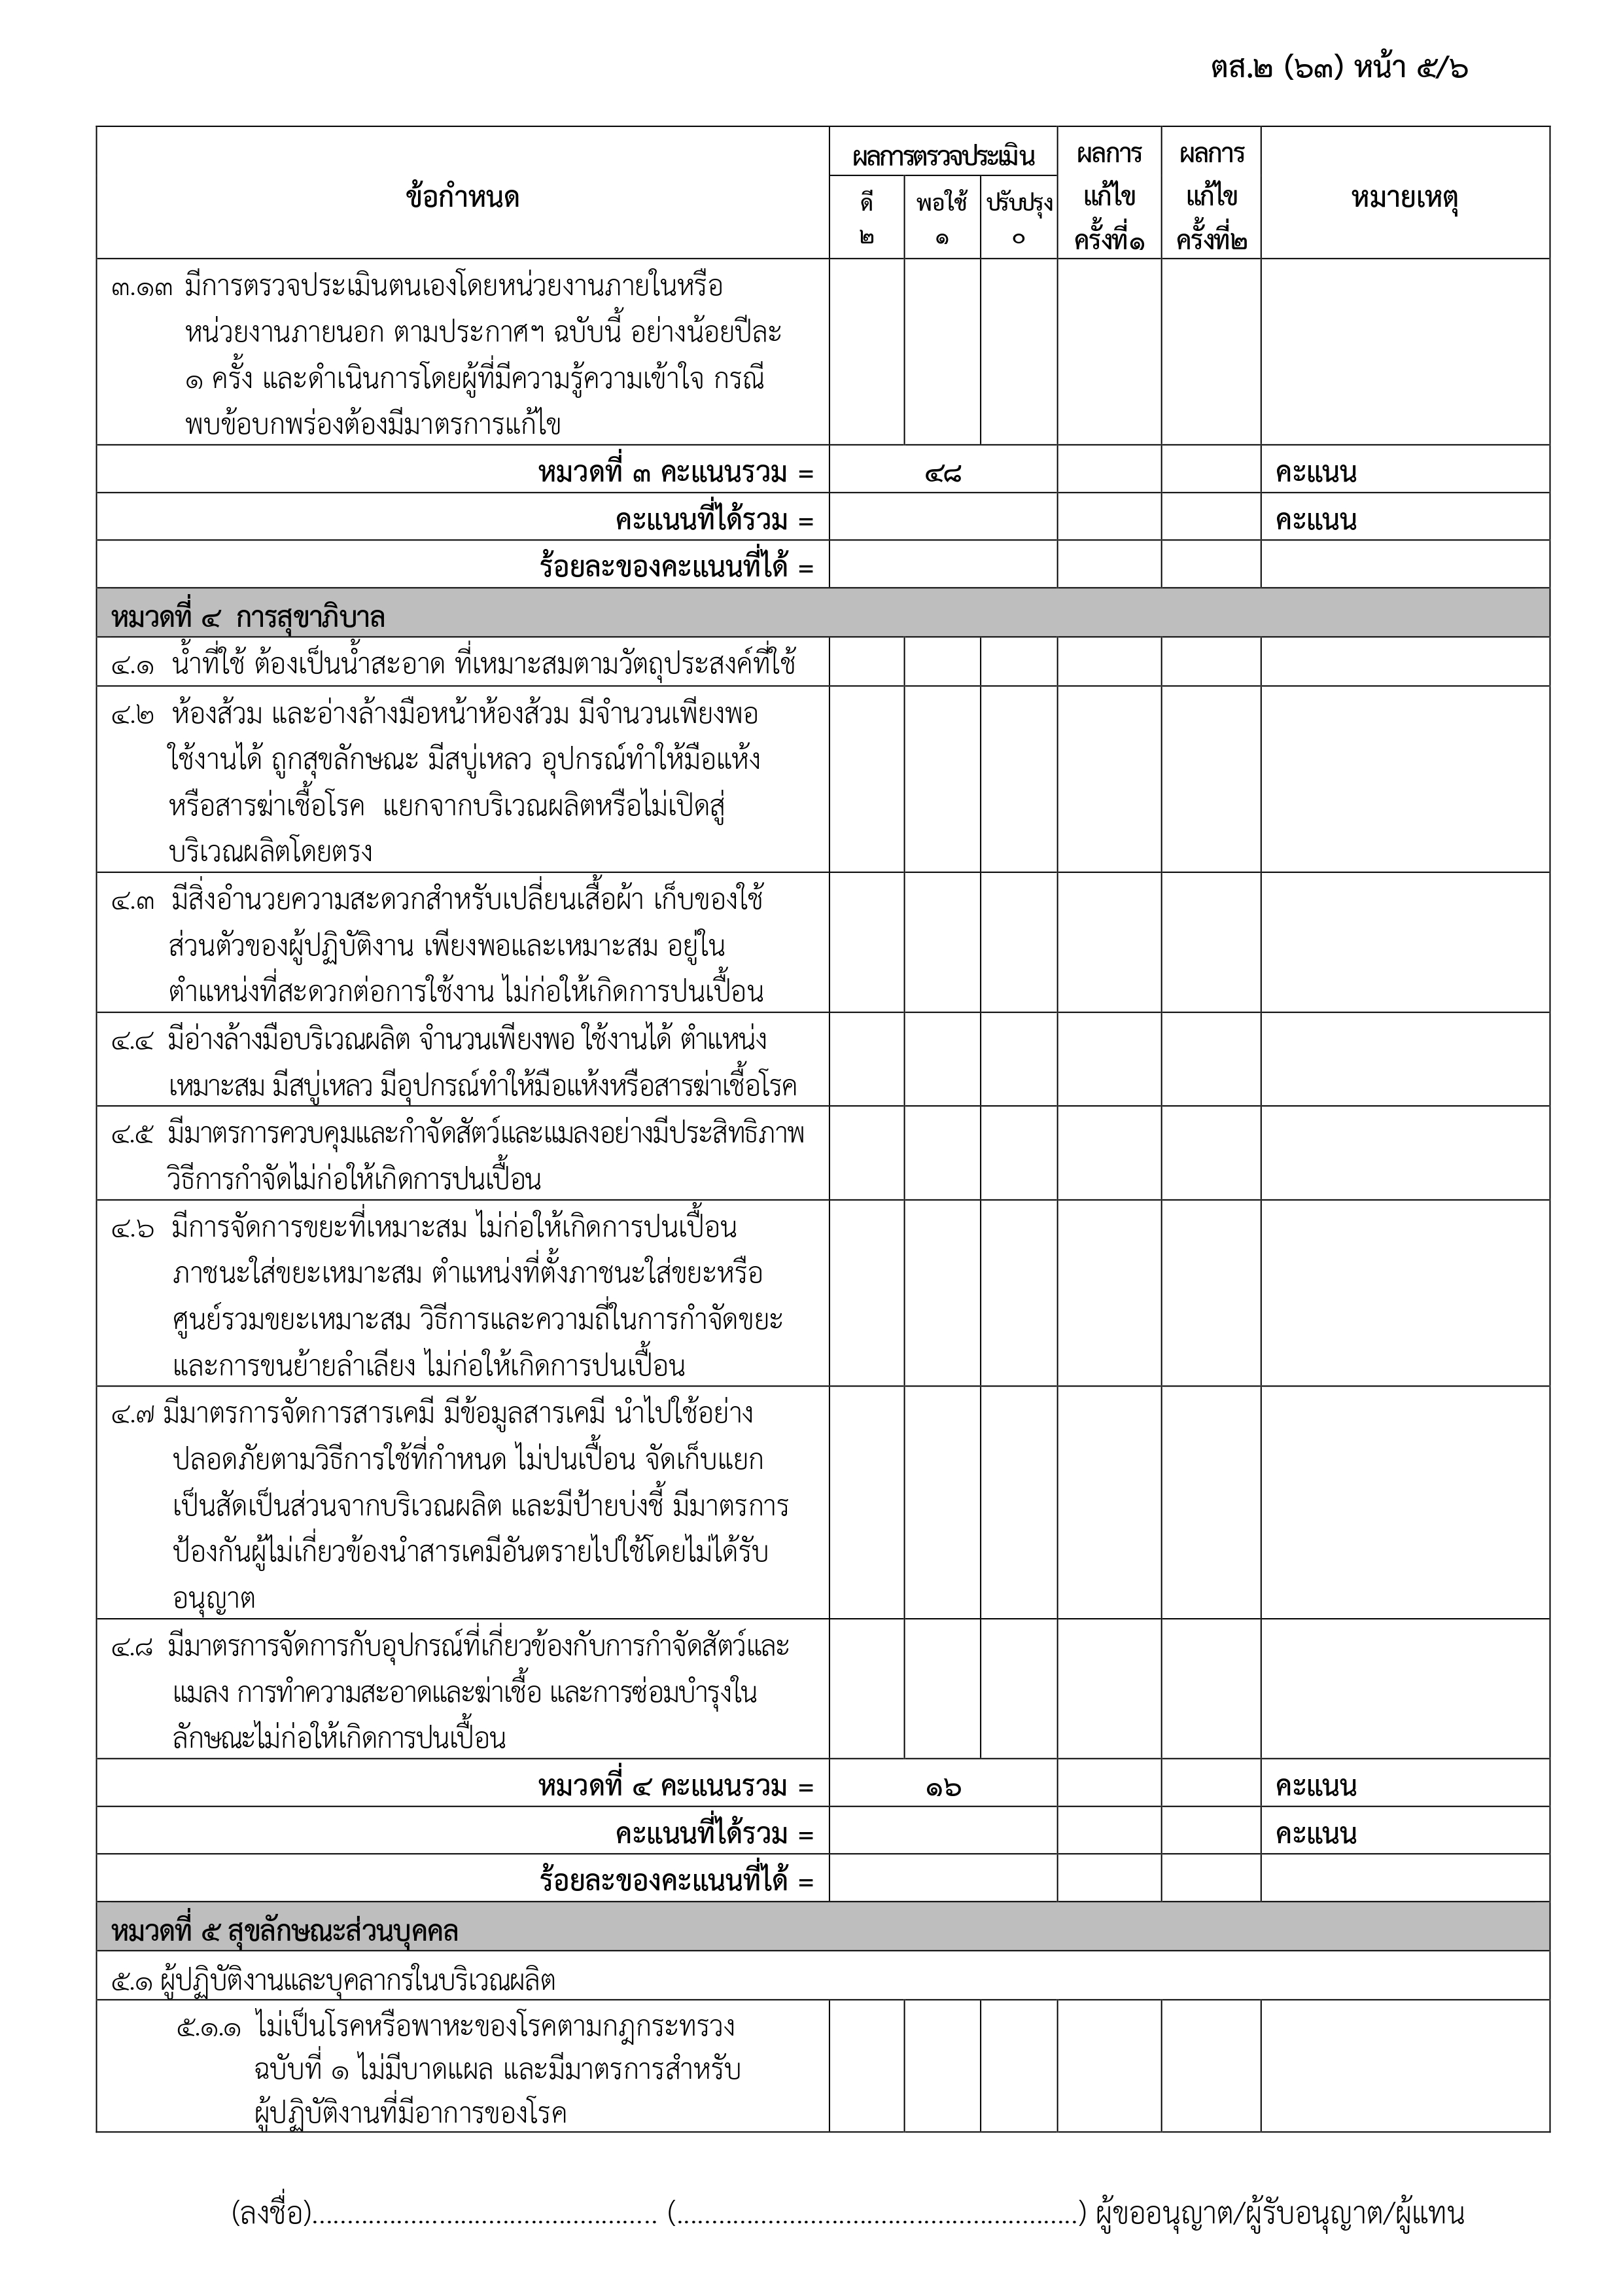 ตส.๒ (๖๓) หน้า ๕/๖
ข้อกำหนด
ผลการตรวจประเมิน
ดี
๒
พอใช้
๑
ปรับปรุง
๐
ผลการ
แก้ไข
ครั้งที่๑
ผลการ
แก้ไข
ครั้งที่๒
หมายเหตุ
๓.๑๓ มีการตรวจประเมินตนเองโดยหน่วยงานภายในหรือ
หน่วยงานภายนอก ตามประกาศฯ ฉบับนี้ อย่างน้อยปีละ
๑ ครั้ง และดำเนินการโดยผู้ที่มีความรู้ความเข้าใจ กรณี
พบข้อบกพร่องต้องมีมาตรการแก้ไข
หมวดที่ ๓ คะแนนรวม = ๔๘ คะแนน
คะแนนที่ได้รวม = คะแนน
ร้อยละของคะแนนที่ได้ =
หมวดที่ ๔ การสุขาภิบาล
๔.๑ น้ำที่ใช้ ต้องเป็นน้ำสะอาด ที่เหมาะสมตามวัตถุประสงค์ที่ใช้
๔.๒ ห้องส้วม และอ่างล้างมือหน้าห้องส้วม มีจำนวนเพียงพอ
ใช้งานได้ ถูกสุขลักษณะ มีสบู่เหลว อุปกรณ์ทำให้มือแห้ง
หรือสารฆ่าเชื้อโรค แยกจากบริเวณผลิตหรือไม่เปิดสู่
บริเวณผลิตโดยตรง
๔.๓ มีสิ่งอำนวยความสะดวกสำหรับเปลี่ยนเสื้อผ้า เก็บของใช้
ส่วนตัวของผู้ปฏิบัติงาน เพียงพอและเหมาะสม อยู่ใน
ตำแหน่งที่สะดวกต่อการใช้งาน ไม่ก่อให้เกิดการปนเปื้อน
๔.๔ มีอ่างล้างมือบริเวณผลิต จำนวนเพียงพอ ใช้งานได้ ตำแหน่ง
เหมาะสม มีสบู่เหลว มีอุปกรณ์ทำให้มือแห้งหรือสารฆ่าเชื้อโรค
๔.๕ มีมาตรการควบคุมและกำจัดสัตว์และแมลงอย่างมีประสิทธิภาพ
วิธีการกำจัดไม่ก่อให้เกิดการปนเปื้อน
๔.๖ มีการจัดการขยะที่เหมาะสม ไม่ก่อให้เกิดการปนเปื้อน
ภาชนะใส่ขยะเหมาะสม ตำแหน่งที่ตั้งภาชนะใส่ขยะหรือ
ศูนย์รวมขยะเหมาะสม วิธีการและความถี่ในการกำจัดขยะ
และการขนย้ายลำเลียง ไม่ก่อให้เกิดการปนเปื้อน
๔.๗ มีมาตรการจัดการสารเคมี มีข้อมูลสารเคมี นำไปใช้อย่าง
ปลอดภัยตามวิธีการใช้ที่กำหนด ไม่ปนเปื้อน จัดเก็บแยก
เป็นสัดเป็นส่วนจากบริเวณผลิต และมีป้ายบ่งชี้ มีมาตรการ
ป้องกันผู้ไม่เกี่ยวข้องนำสารเคมีอันตรายไปใช้โดยไม่ได้รับ
อนุญาต
๔.๘ มีมาตรการจัดการกับอุปกรณ์ที่เกี่ยวข้องกับการกำจัดสัตว์และ
แมลง การทำความสะอาดและฆ่าเชื้อ และการซ่อมบำรุงใน
ลักษณะไม่ก่อให้เกิดการปนเปื้อน
หมวดที่ ๔ คะแนนรวม = ๑๖ คะแนน
คะแนนที่ได้รวม = คะแนน
ร้อยละของคะแนนที่ได้ =
หมวดที่ ๕ สุขลักษณะส่วนบุคคล
๕.๑ ผู้ปฏิบัติงานและบุคลากรในบริเวณผลิต
๕.๑.๑ ไม่เป็นโรคหรือพาหะของโรคตามกฎกระทรวง
ฉบับที่ ๑ ไม่มีบาดแผล และมีมาตรการสำหรับ
ผู้ปฏิบัติงานที่มีอาการของโรค
(ลงชื่อ)................................................. (.........................................................) ผู้ขออนุญาต/ผู้รับอนุญาต/ผู้แทน